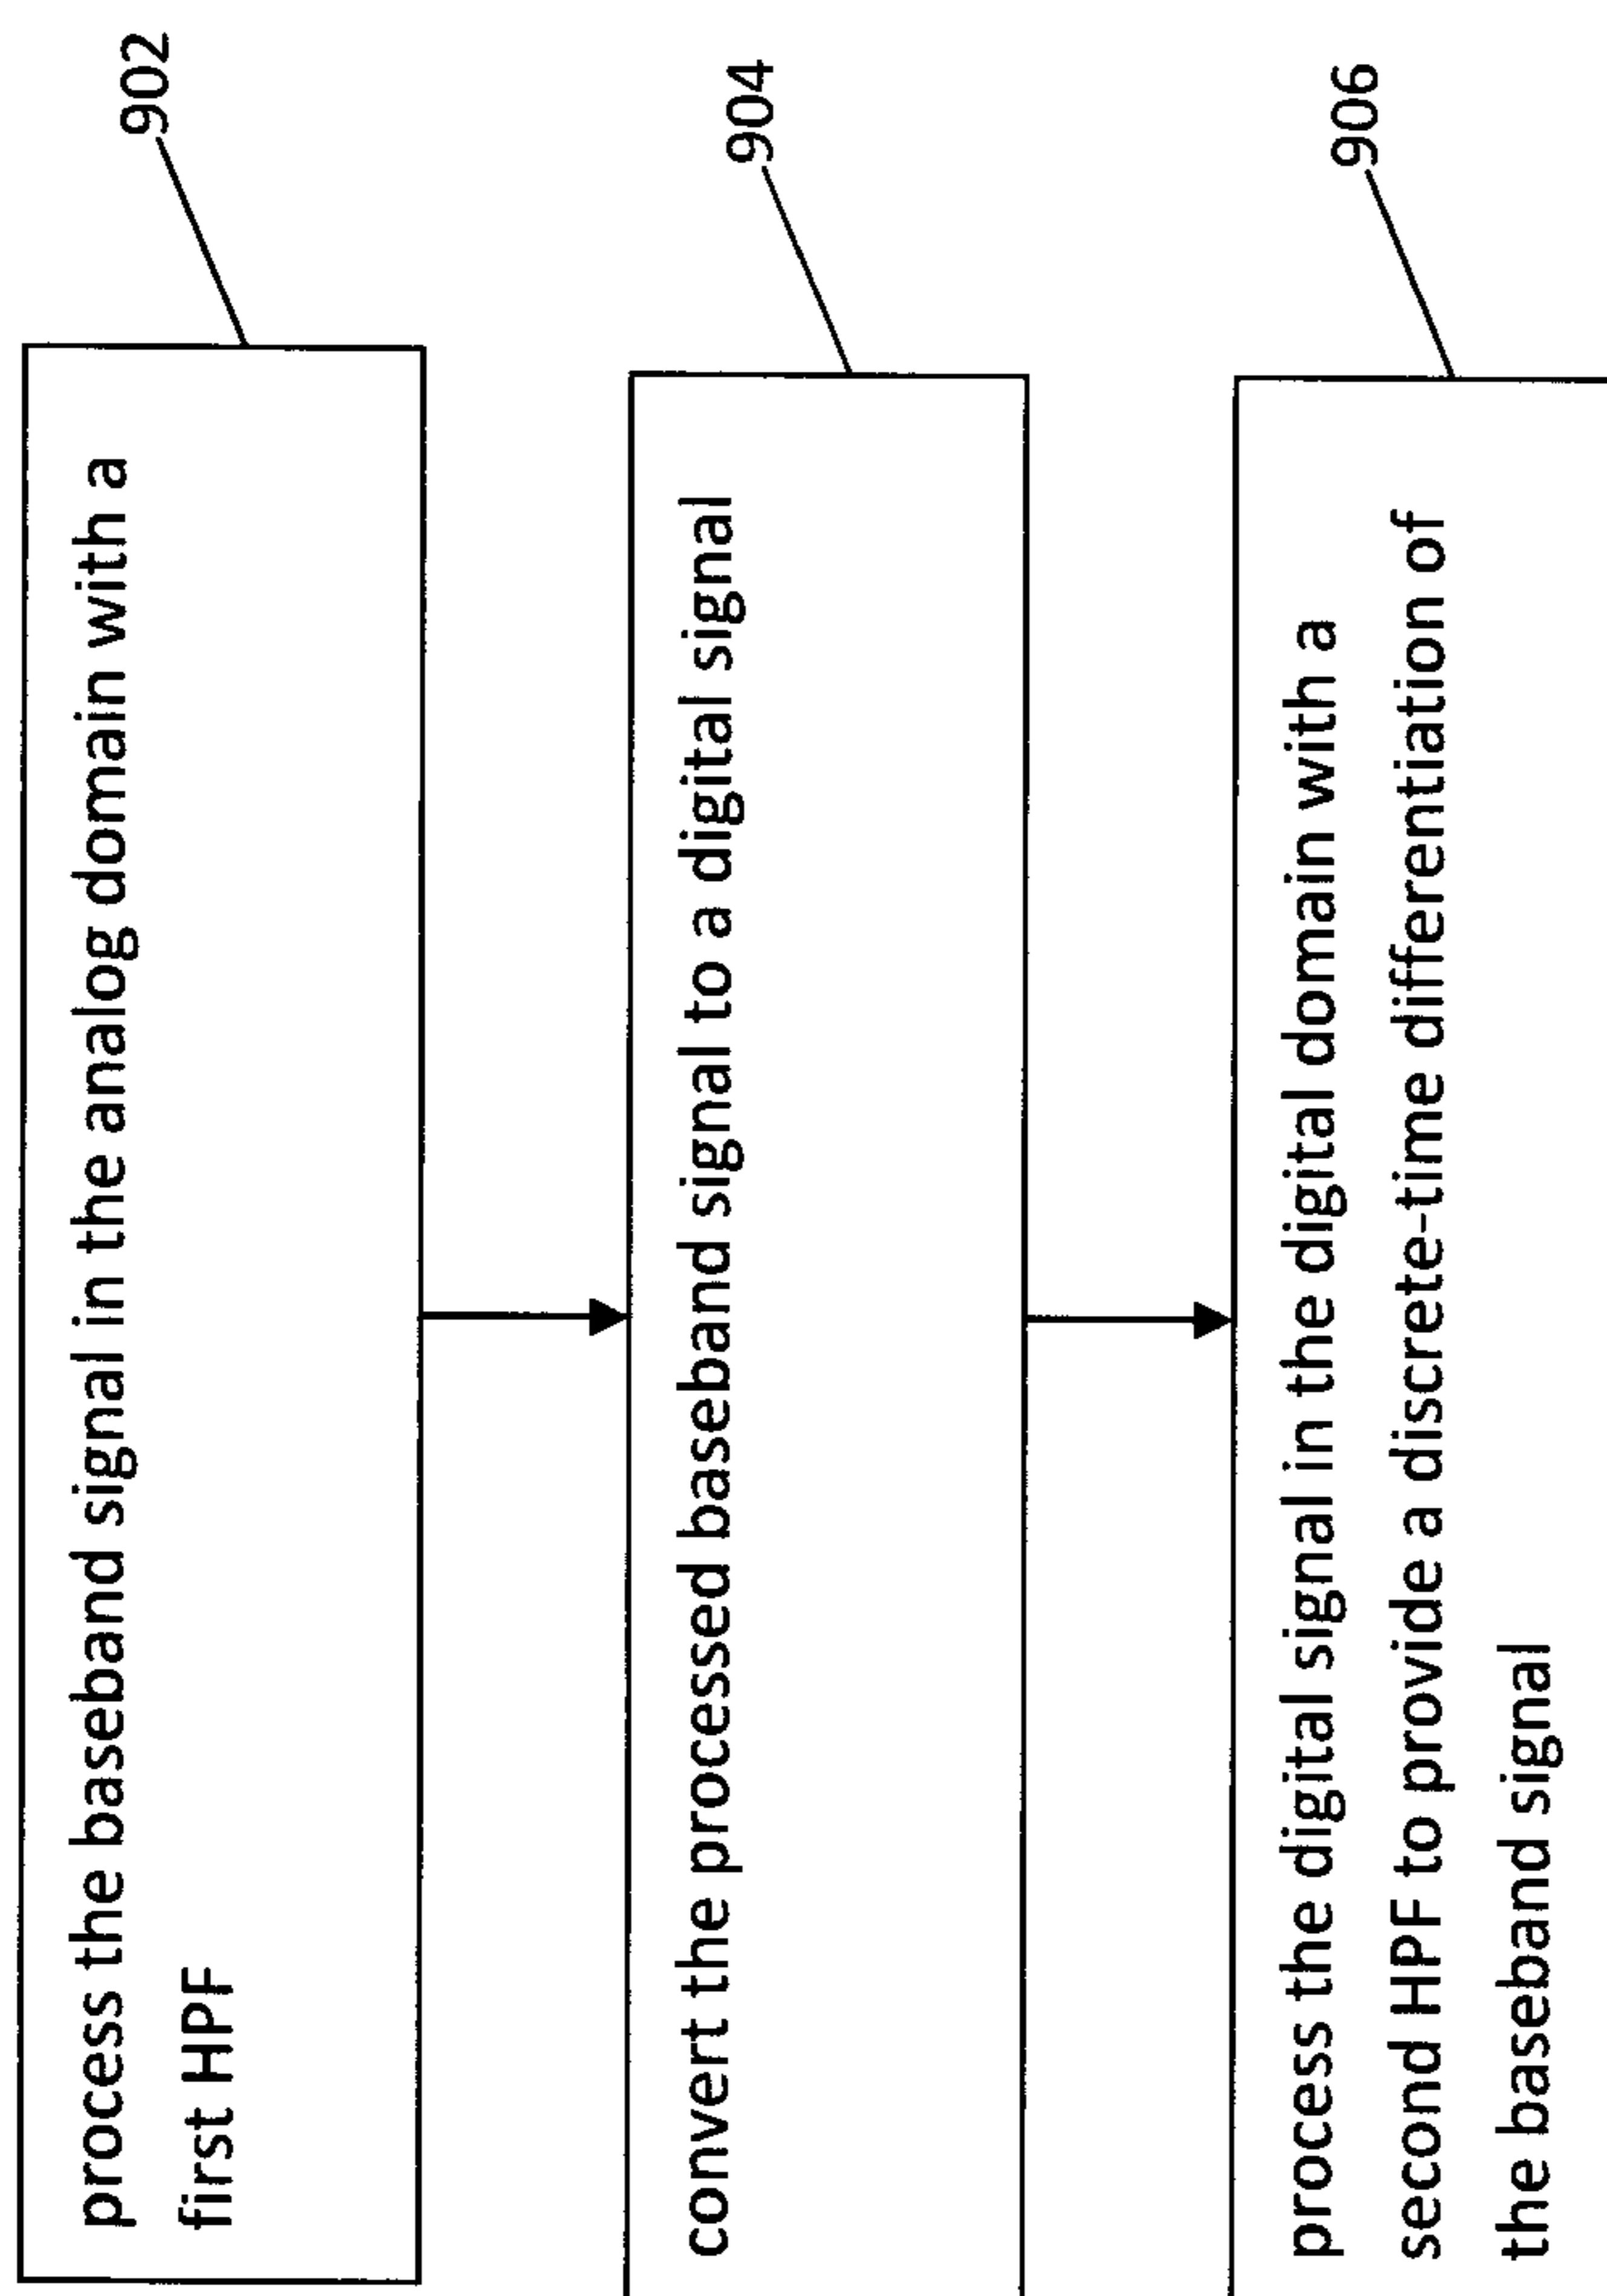 process the baseband signal in the analog domain with a
first HPF
902
convert the processed baseband signal to a digital signal
904
process the digital signal in the digital domain with a
second HPF to provide a discrete-time differentiation of
the baseband signal
906